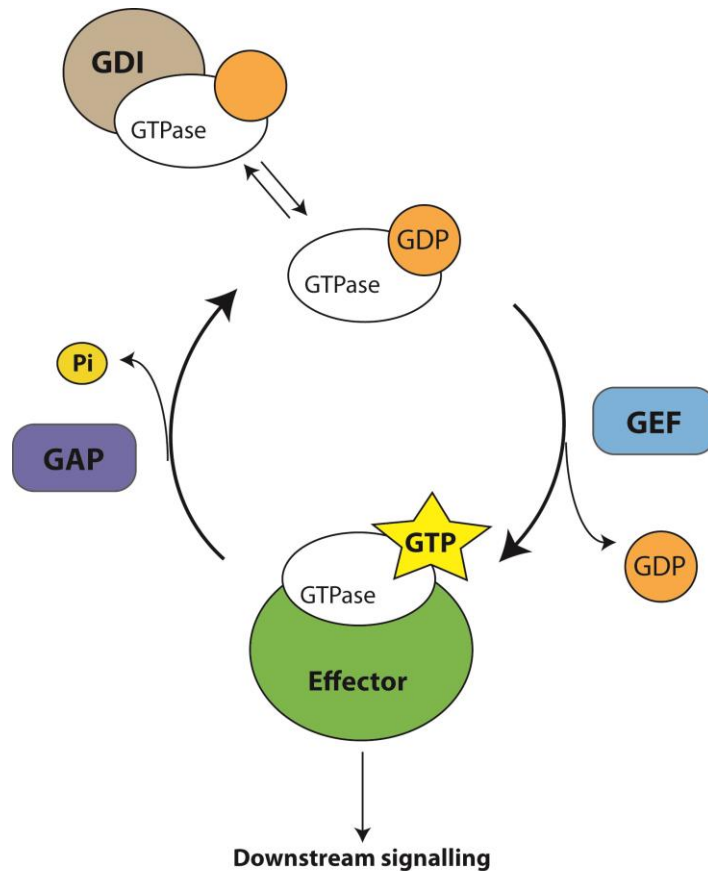 GDI
GTPase
GDP
GTPase
Pi
GAP
GEF
GTP
GTPase
GDP
Effector
Downstream signalling